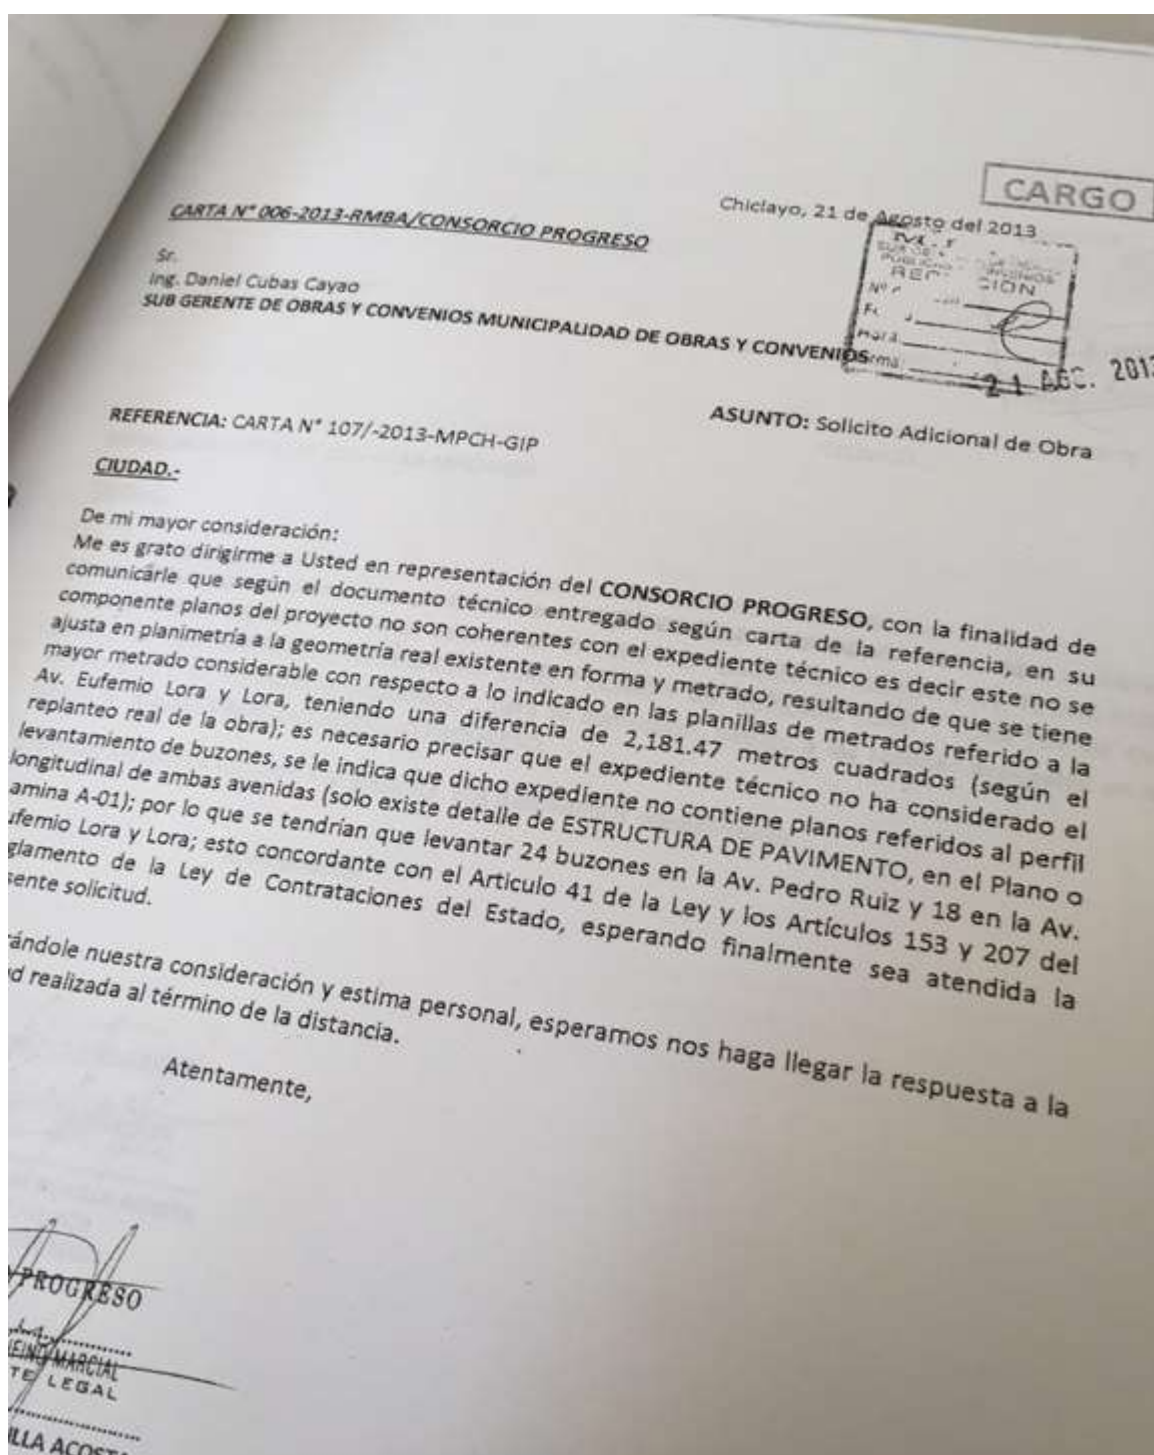 CARGO
Chiclayo, 21 de Agosto del 2013
CARTA N° 006-2013-RMBA/CONSORCIO PROGRESO
Sr.
Ing. Daniel Cubas Cayao
SUB GERENTE DE OBRAS Y CONVENIOS MUNICIPALIDAD DE OBRAS Y CONVENIOS
21 AGO. 2013
ASUNTO: Solicito Adicional de Obra
REFERENCIA: CARTA N° 107/-2013-MPCH-GIP
CIUDAD.-
De mi mayor consideración:
Me es grato dirigirme a Usted en representación del CONSORCIO PROGRESO, con la finalidad de
comunicarle que según el documento técnico entregado según carta de la referencia, en su
componente planos del proyecto no son coherentes con el expediente técnico es decir este no se
ajusta en planimetría a la geometría real existente en forma y metrado, resultando de que se tiene
mayor metrado considerable con respecto a lo indicado en las planillas de metrados referido a la
Av. Eufemio Lora y Lora, teniendo una diferencia de 2,181.47 metros cuadrados (según el
replanteo real de la obra); es necesario precisar que el expediente técnico no ha considerado el
levantamiento de buzones, se le indica que dicho expediente no contiene planos referidos al perfil
longitudinal de ambas avenidas (solo existe detalle de ESTRUCTURA DE PAVIMENTO, en el Plano o
amina A-01); por lo que se tendrían que levantar 24 buzones en la Av. Pedro Ruiz y 18 en la Av.
ufemio Lora y Lora; esto concordante con el Articulo 41 de la Ley y los Artículos 153 y 207 del
glamento de la Ley de Contrataciones del Estado, esperando finalmente sea atendida la
sente solicitud.
rándole nuestra consideración y estima personal, esperamos nos haga llegar la respuesta a la
d realizada al término de la distancia.
Atentamente,
PROGRESO
MARCIAL
TE LEGAL
ILLA ACOSTA